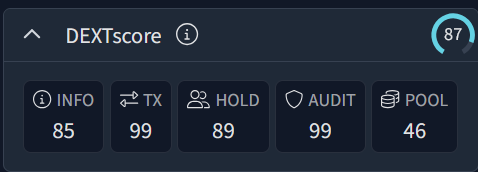 DEXTscore 87
INFO TX HOLD AUDIT POOL
85 99 89 99 46